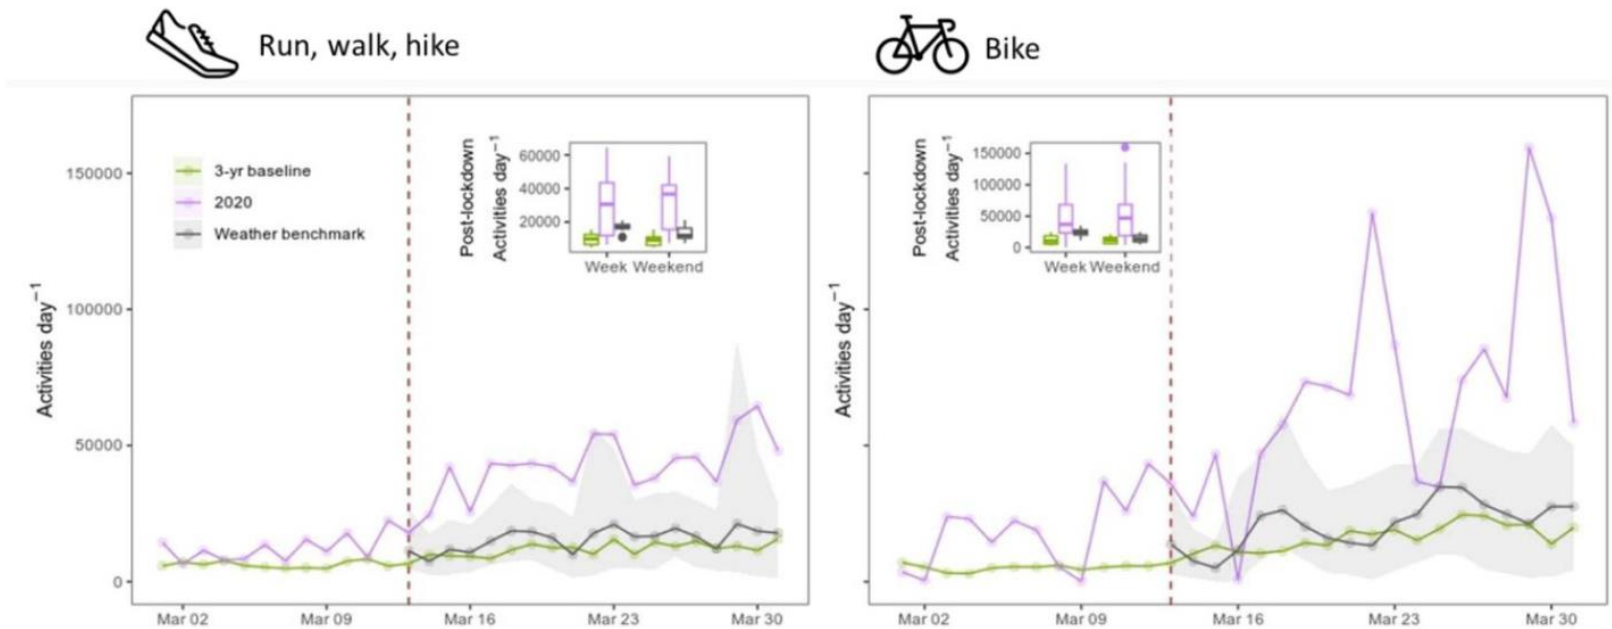 Run, walk, hike
Bike
Activities day⁻¹
150000
100000
50000
0
3-yr baseline
2020
Weather benchmark
Post-lockdown
Activities day⁻¹
60000
40000
20000
Week Weekend
Mar 02 Mar 09 Mar 16 Mar 23 Mar 30
Activities day⁻¹
Post-lockdown
Activities day⁻¹
150000
100000
50000
0
Week Weekend
Mar 02 Mar 09 Mar 16 Mar 23 Mar 30